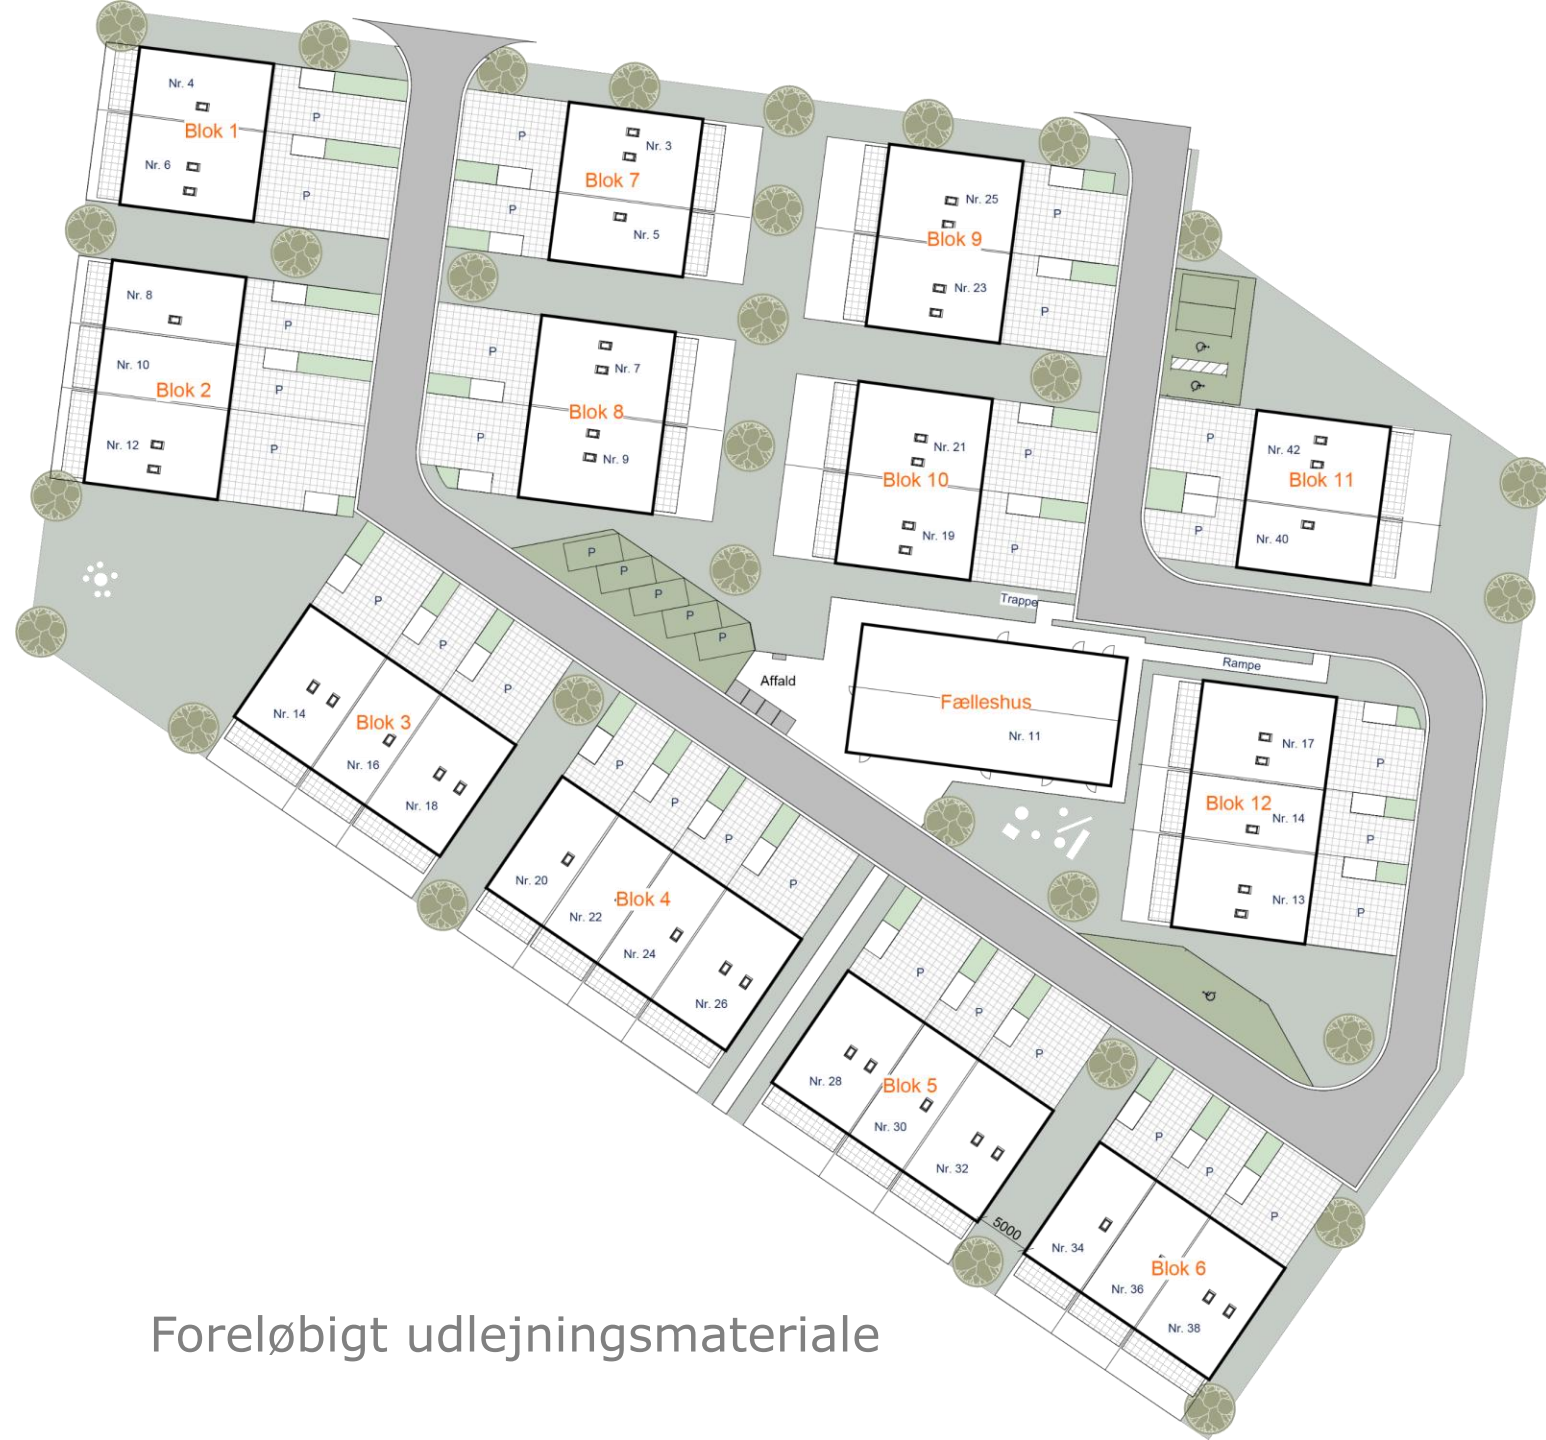 Nr. 4
P
Blok 1
Nr. 6
P
P
Nr. 3
Blok 7
P
Nr. 5
Nr. 25
P
Blok 9
Nr. 23
P
Nr. 8
P
Nr. 10
Blok 2
P
Nr. 12
P
P
Nr. 7
Blok 8
P
Nr. 9
Nr. 21
P
Blok 10
Nr. 19
P
P
Nr. 42
Blok 11
P
Nr. 40
P
P
P
P
P
Trappe
Rampe
Affald
Fælleshus
Nr. 11
P
P
P
Nr. 14
Blok 3
Nr. 16
Nr. 18
Nr. 17
P
Blok 12
Nr. 14
P
Nr. 13
P
P
P
P
P
Nr. 20
Blok 4
Nr. 22
Nr. 24
Nr. 26
P
P
P
Nr. 28
Blok 5
Nr. 30
Nr. 32
5000
P
P
P
Nr. 34
Blok 6
Nr. 36
Nr. 38
Foreløbigt udlejningsmateriale